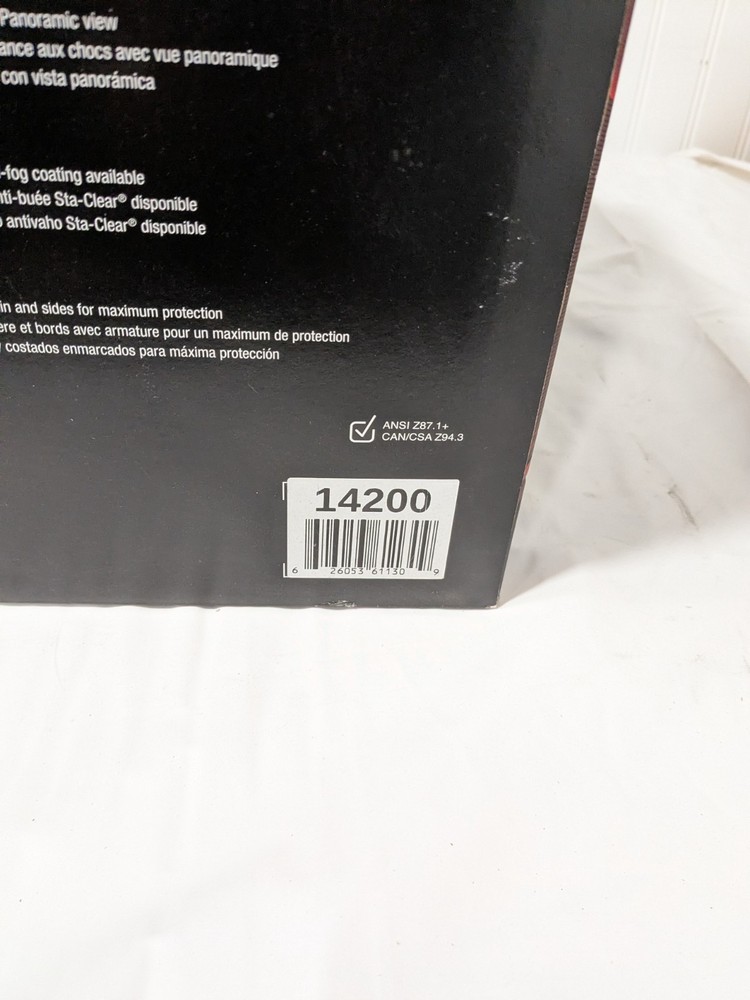 Panoramic view
ance aux chocs avec vue panoramique
con vista panorámica
-fog coating available
nti-buée Sta-Clear® disponible
o antivaho Sta-Clear® disponible
in and sides for maximum protection
ere et bords avec armature pour un maximum de protection
y costados enmarcados para máxima protección
ANSI Z87.1+
CAN/CSA Z94.3
14200
6 26053 61130 9